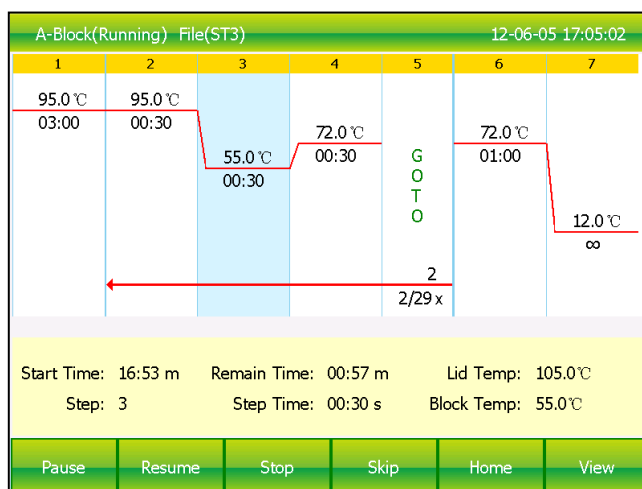 A-Block(Running) File(ST3) 12-06-05 17:05:02
1 2 3 4 5 6 7
95.0 ℃ 95.0 ℃
03:00 00:30
55.0 ℃
00:30
72.0 ℃
00:30
GOTO
72.0 ℃
01:00
12.0 ℃
∞
2
2/29 x
Start Time: 16:53 m Remain Time: 00:57 m Lid Temp: 105.0℃
Step: 3 Step Time: 00:30 s Block Temp: 55.0℃
Pause Resume Stop Skip Home View